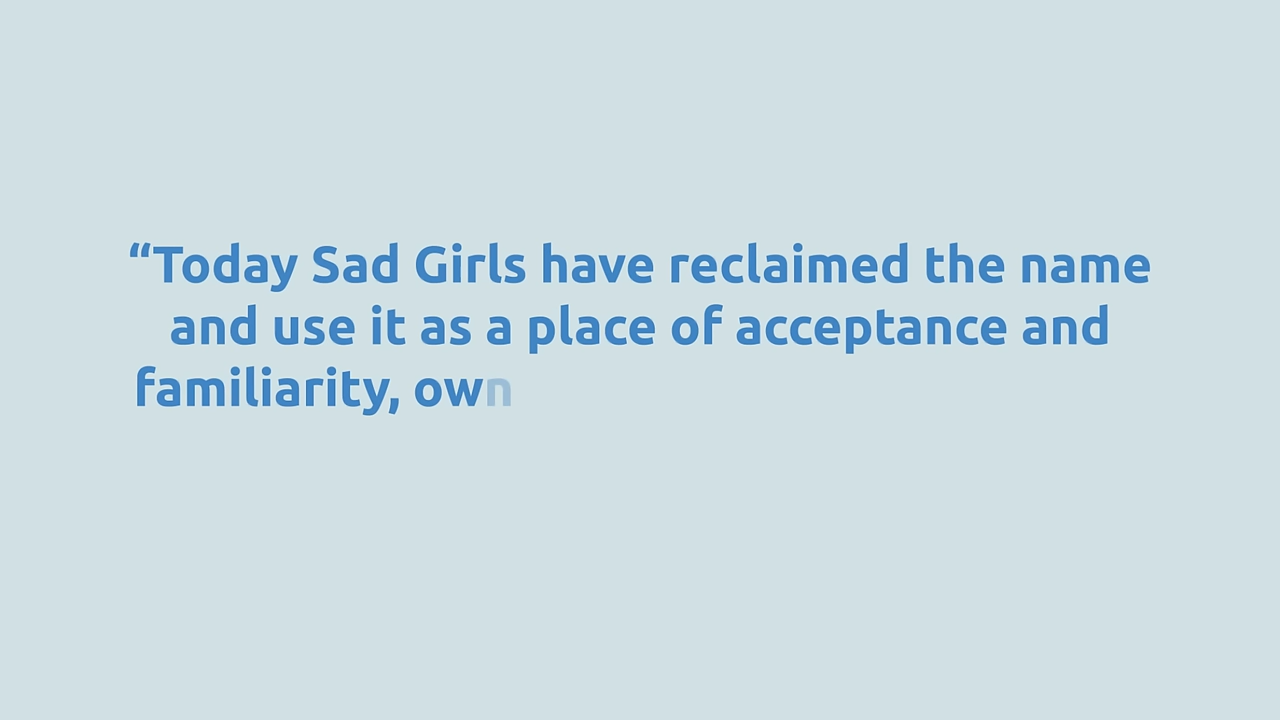 “Today Sad Girls have reclaimed the name
and use it as a place of acceptance and
familiarity, own